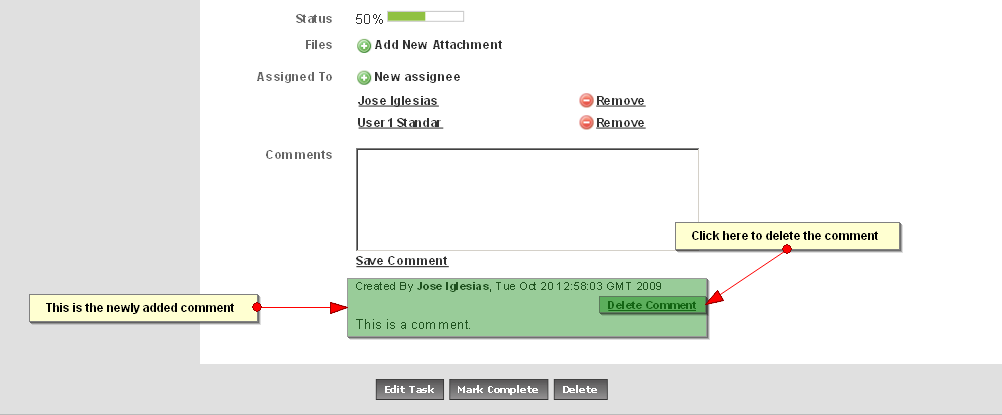 Status 50%
Files Add New Attachment
Assigned To New assignee
Jose Iglesias Remove
User1 Standar Remove
Comments
Click here to delete the comment
Save Comment
Created By Jose Iglesias, Tue Oct 20 12:58:03 GMT 2009
This is the newly added comment
Delete Comment
This is a comment.
Edit Task Mark Complete Delete